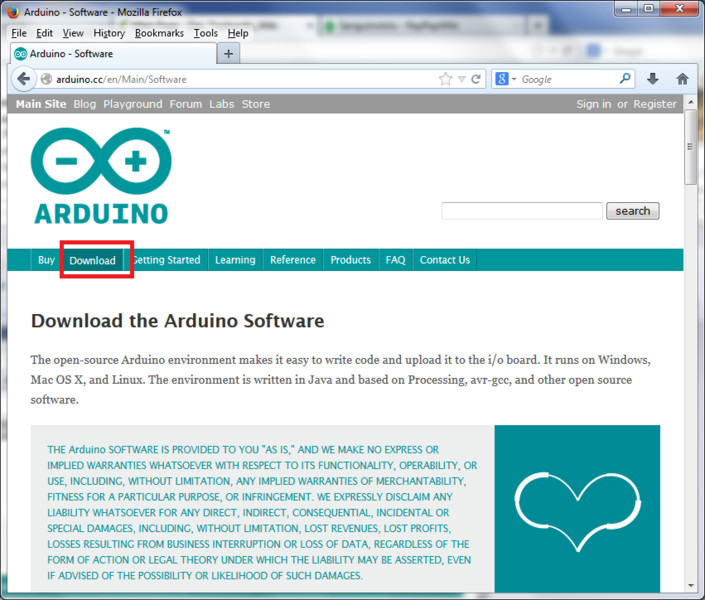 Arduino - Software - Mozilla Firefox
File Edit View History Bookmarks Tools Help
Arduino - Software
arduino.cc/en/Main/Software
Google
Main Site Blog Playground Forum Labs Store
Sign in or Register
TM
ARDUINO
search
Buy Download Getting Started Learning Reference Products FAQ Contact Us
Download the Arduino Software
The open-source Arduino environment makes it easy to write code and upload it to the i/o board. It runs on Windows,
Mac OS X, and Linux. The environment is written in Java and based on Processing, avr-gcc, and other open source
software.
THE Arduino SOFTWARE IS PROVIDED TO YOU "AS IS," AND WE MAKE NO EXPRESS OR
IMPLIED WARRANTIES WHATSOEVER WITH RESPECT TO ITS FUNCTIONALITY, OPERABILITY, OR
USE, INCLUDING, WITHOUT LIMITATION, ANY IMPLIED WARRANTIES OF MERCHANTABILITY,
FITNESS FOR A PARTICULAR PURPOSE, OR INFRINGEMENT. WE EXPRESSLY DISCLAIM ANY
LIABILITY WHATSOEVER FOR ANY DIRECT, INDIRECT, CONSEQUENTIAL, INCIDENTAL OR
SPECIAL DAMAGES, INCLUDING, WITHOUT LIMITATION, LOST REVENUES, LOST PROFITS,
LOSSES RESULTING FROM BUSINESS INTERRUPTION OR LOSS OF DATA, REGARDLESS OF THE
FORM OF ACTION OR LEGAL THEORY UNDER WHICH THE LIABILITY MAY BE ASSERTED, EVEN
IF ADVISED OF THE POSSIBILITY OR LIKELIHOOD OF SUCH DAMAGES.